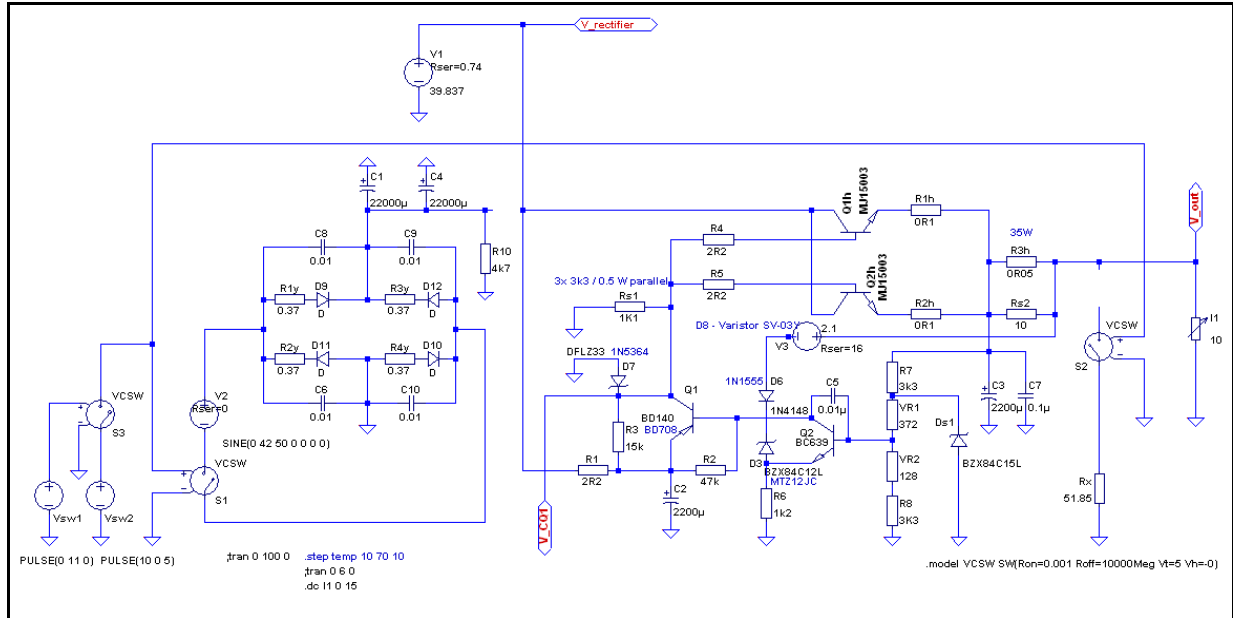 V_rectifier
V1
Rser=0.74
39.837
C1
22000µ
C4
22000µ
C8
0.01
C9
0.01
R10
4k7
R1y
0.37
D9
D
R3y
0.37
D12
D
R2y
0.37
D11
D
R4y
0.37
D10
D
C6
0.01
C10
0.01
VCSW
S3
V2
Rser=0
SINE(0 42 50 0 0 0 0)
VCSW
S1
Vsw1
Vsw2
PULSE(0 11 0)
PULSE(10 0 5)
;tran 0 100 0
.step temp 10 70 10
;tran 0 6 0
.dc I1 0 15
Q1h
MJ15003
R1h
0R1
R4
2R2
R5
2R2
Q2h
MJ15003
R2h
0R1
35W
R3h
0R05
Rs2
10
3x 3k3 / 0.5 W parallel
Rs1
1K1
D8 - Varistor SV-03Y
2.1
V3
Rser=16
DFLZ33
1N5364
D7
Q1
BD140
BD708
R3
15k
R1
2R2
R2
47k
C2
2200µ
V_CQ1
1N1555
D6
1N4148
C5
0.01µ
Q2
BC639
D3
BZX84C12L
MTZ12JC
R6
1k2
R7
3k3
VR1
372
VR2
128
R8
3K3
Ds1
BZX84C15L
C3
2200µ
C7
0.1µ
VCSW
S2
Rx
51.85
V_out
I1
10
.model VCSW SW(Ron=0.001 Roff=10000Meg Vt=5 Vh=-0)